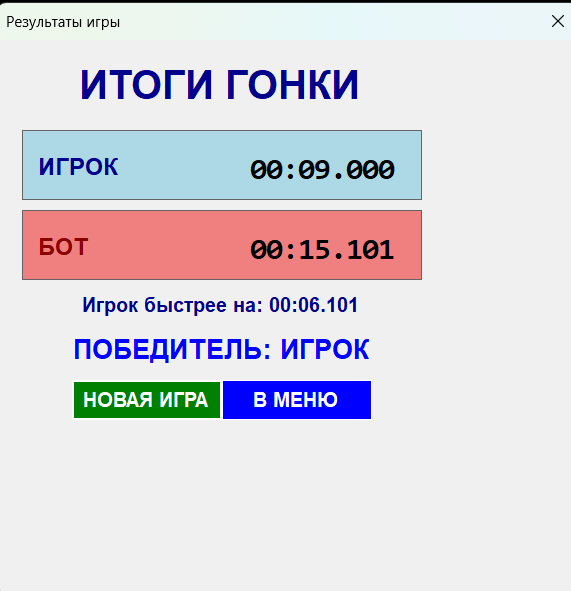 Результаты игры
ИТОГИ ГОНКИ
ИГРОК 00:09.000
БОТ 00:15.101
Игрок быстрее на: 00:06.101
ПОБЕДИТЕЛЬ: ИГРОК
НОВАЯ ИГРА В МЕНЮ